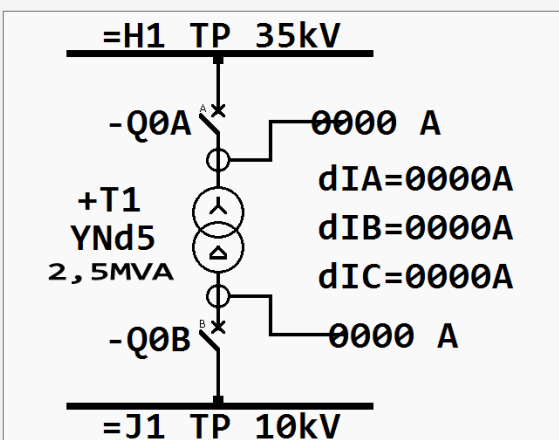 =H1 TP 35kV
A
-Q0A
0000 A
dIA=0000A
+T1
YNd5
dIB=0000A
2,5MVA
dIC=0000A
B
-Q0B
0000 A
=J1 TP 10kV